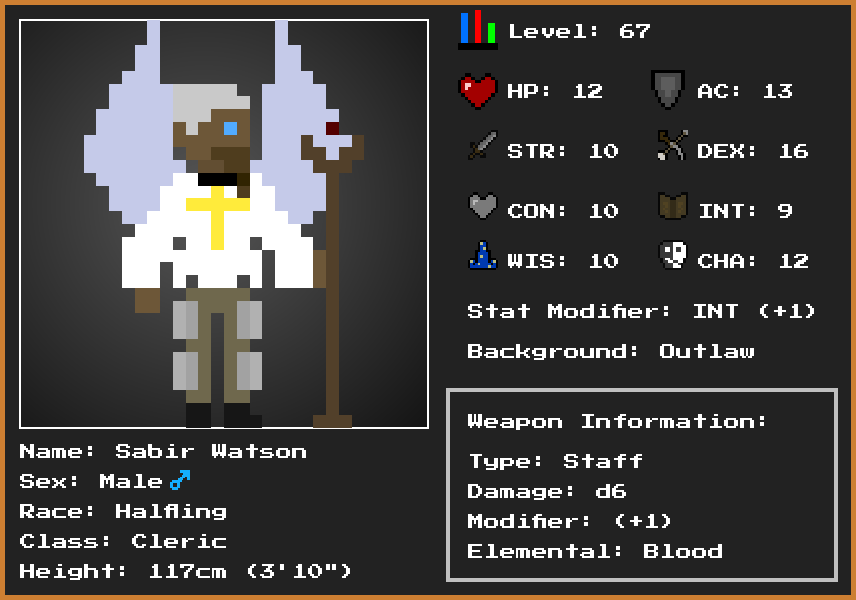 Level: 67
HP: 12
AC: 13
STR: 10
DEX: 16
CON: 10
INT: 9
WIS: 10
CHA: 12
Stat Modifier: INT (+1)
Background: Outlaw
Weapon Information:
Type: Staff
Damage: d6
Modifier: (+1)
Elemental: Blood
Name: Sabir Watson
Sex: Male♂
Race: Halfling
Class: Cleric
Height: 117cm (3'10")